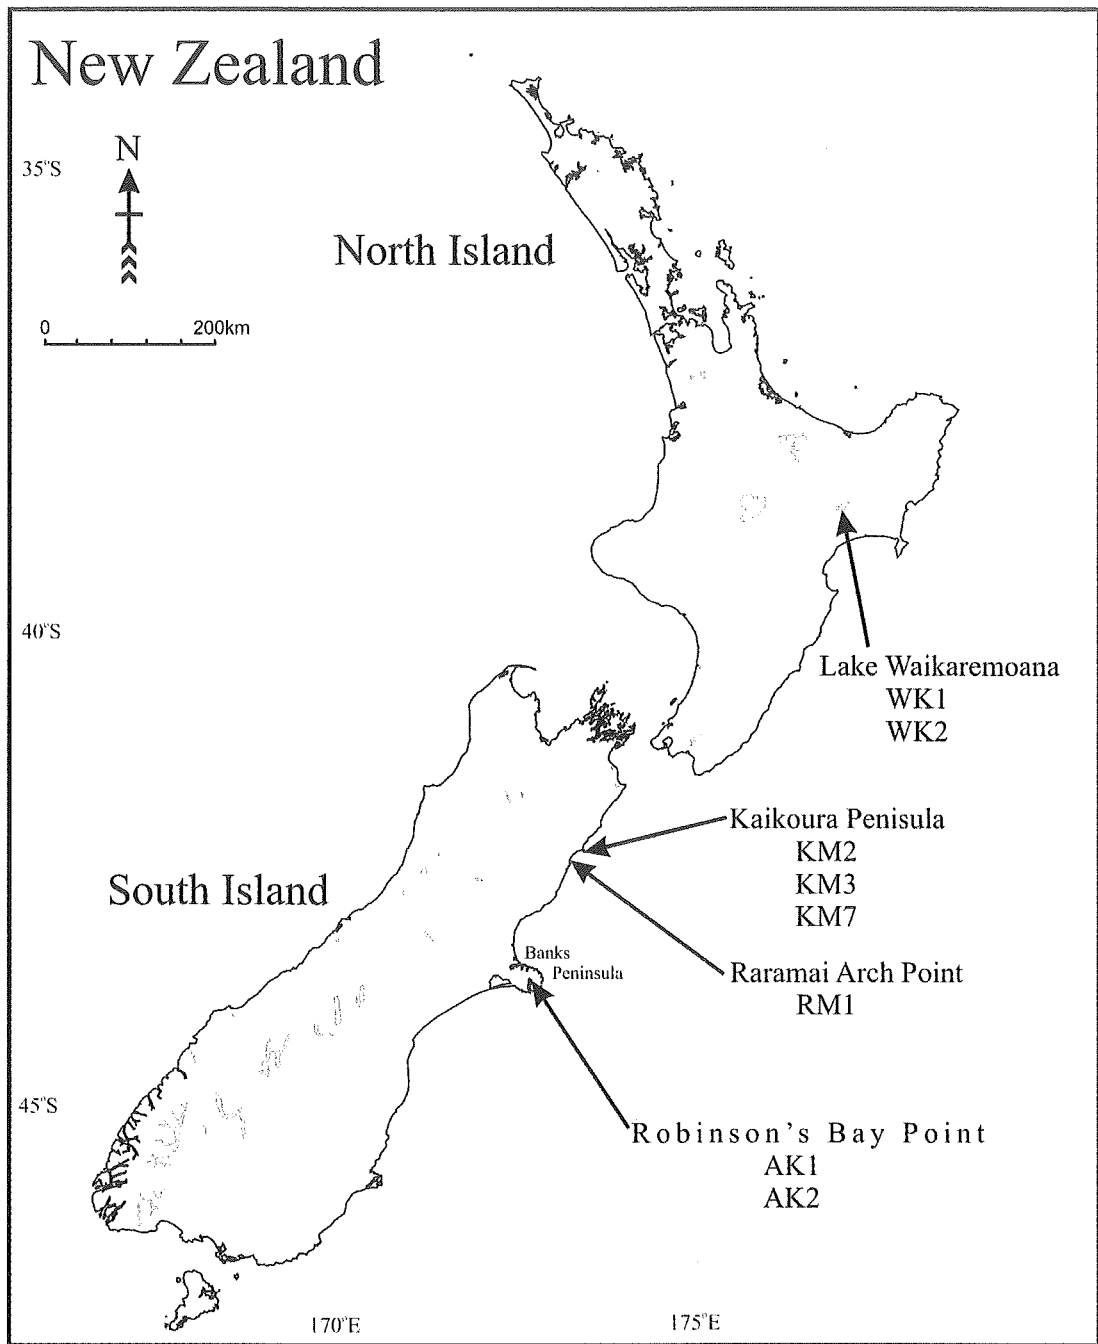 New Zealand
N
35°S
North Island
0 200km
40°S
Lake Waikaremoana
WK1
WK2
Kaikoura Penisula
KM2
KM3
KM7
South Island
Banks
Peninsula
Raramai Arch Point
RM1
45°S
Robinson's Bay Point
AK1
AK2
170°E
175°E